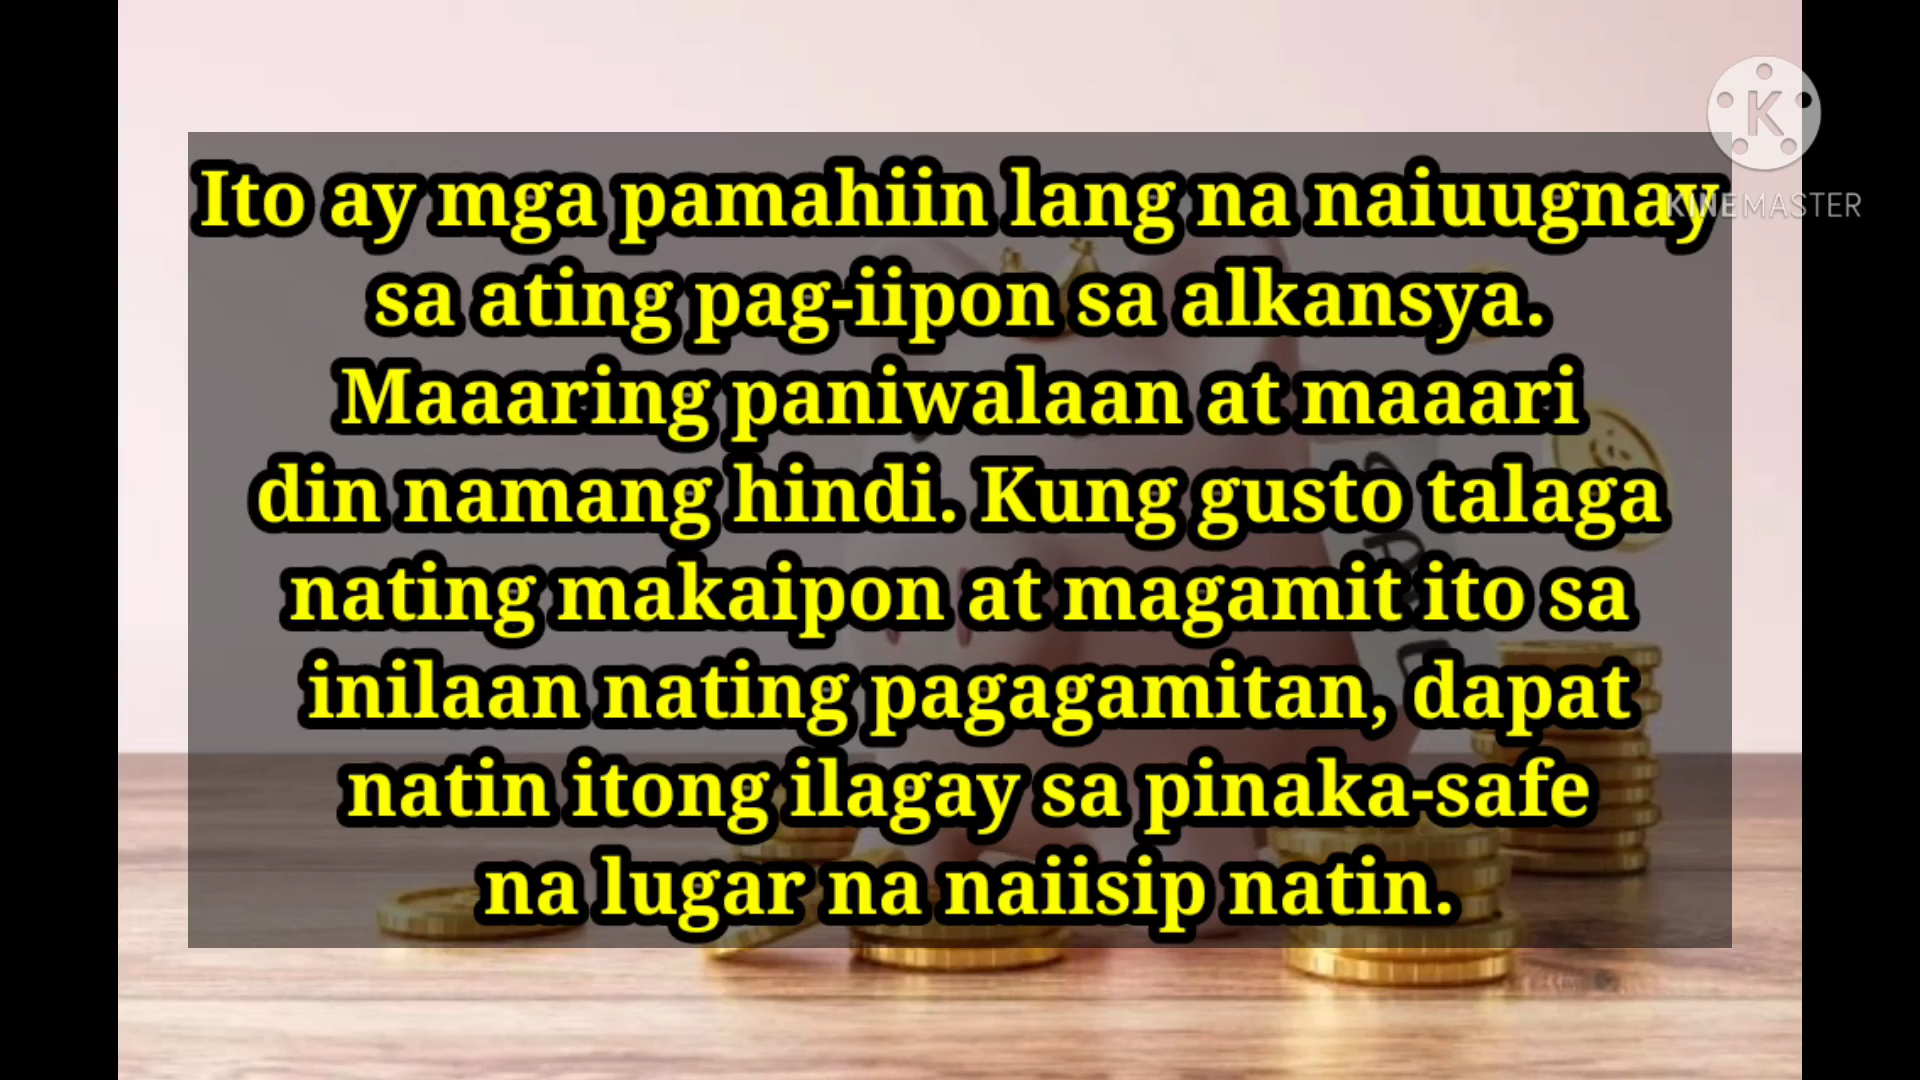 K
KINEMASTER
Ito ay mga pamahiin lang na naiuugnay
sa ating pag-iipon sa alkansya.
Maaaring paniwalaan at maaari
din namang hindi. Kung gusto talaga
nating makaipon at magamit ito sa
inilaan nating pagagamitan, dapat
natin itong ilagay sa pinaka-safe
na lugar na naiisip natin.